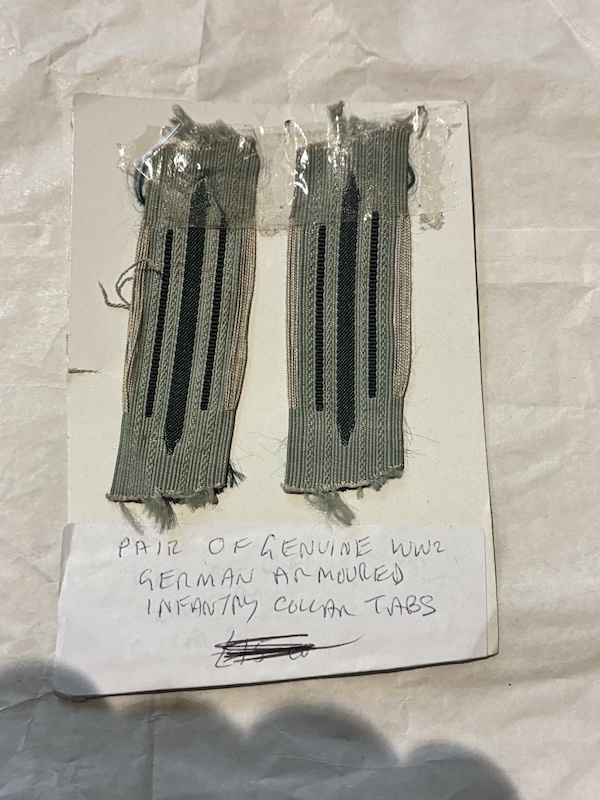 PAIR OF GENUINE WW2
GERMAN ARMOURED
INFANTRY COLLAR TABS